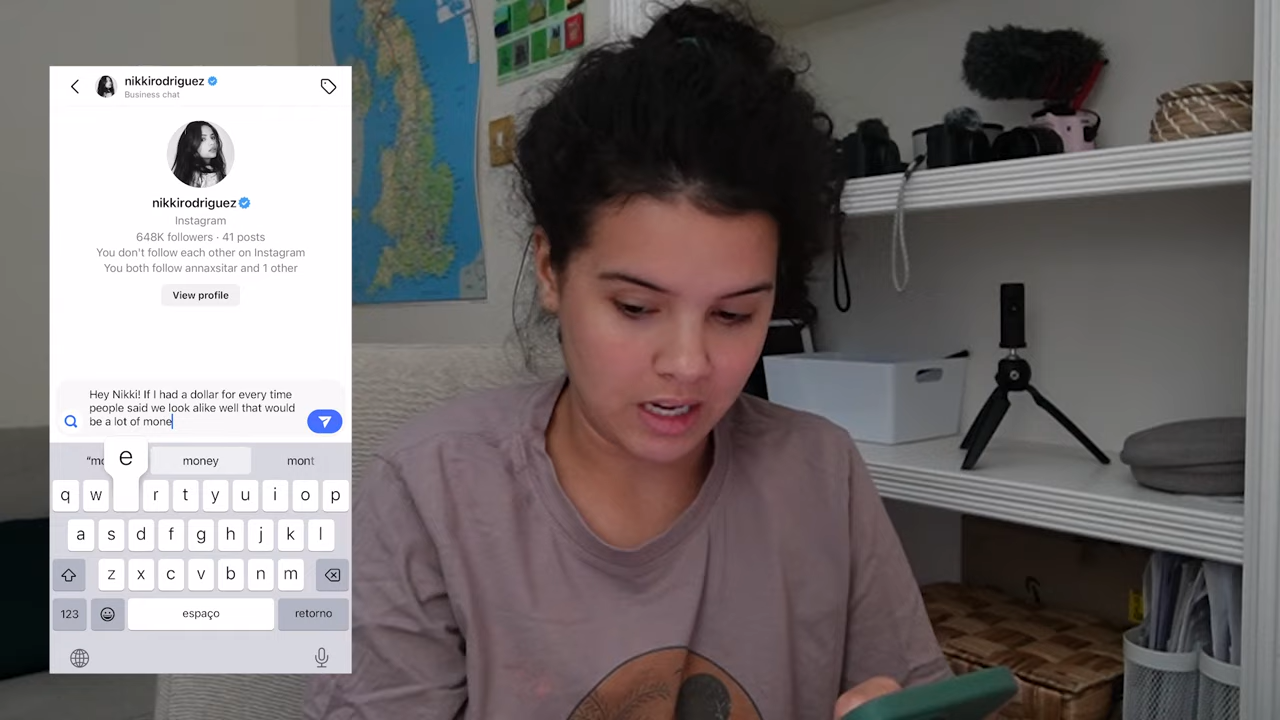 nikkirodriguez
Business chat
nikkirodriguez
Instagram
648K followers · 41 posts
You don't follow each other on Instagram
You both follow annaxsitar and 1 other
View profile
Hey Nikki! If I had a dollar for every time
people said we look alike well that would
be a lot of mone
"mo e money mont
q w r t y u i o p
a s d f g h j k l
z x c v b n m
123 espaço retorno